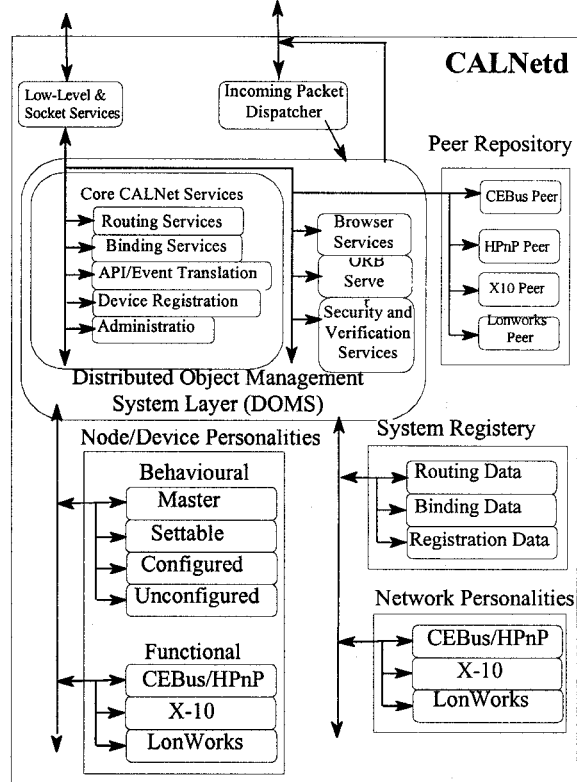 CALNetd
Low-Level &
Socket Services
Incoming Packet
Dispatcher
Peer Repository
CEBus Peer
HPnP Peer
X10 Peer
Lonworks
Peer
Core CALNet Services
Routing Services
Binding Services
API/Event Translation
Device Registration
Administratio
Browser
Services
ORB
Serve
r
Security and
Verification
Services
Distributed Object Management
System Layer (DOMS)
Node/Device Personalities
Behavioural
Master
Settable
Configured
Unconfigured
Functional
CEBus/HPnP
X-10
LonWorks
System Registery
Routing Data
Binding Data
Registration Data
Network Personalities
CEBus/HPnP
X-10
LonWorks